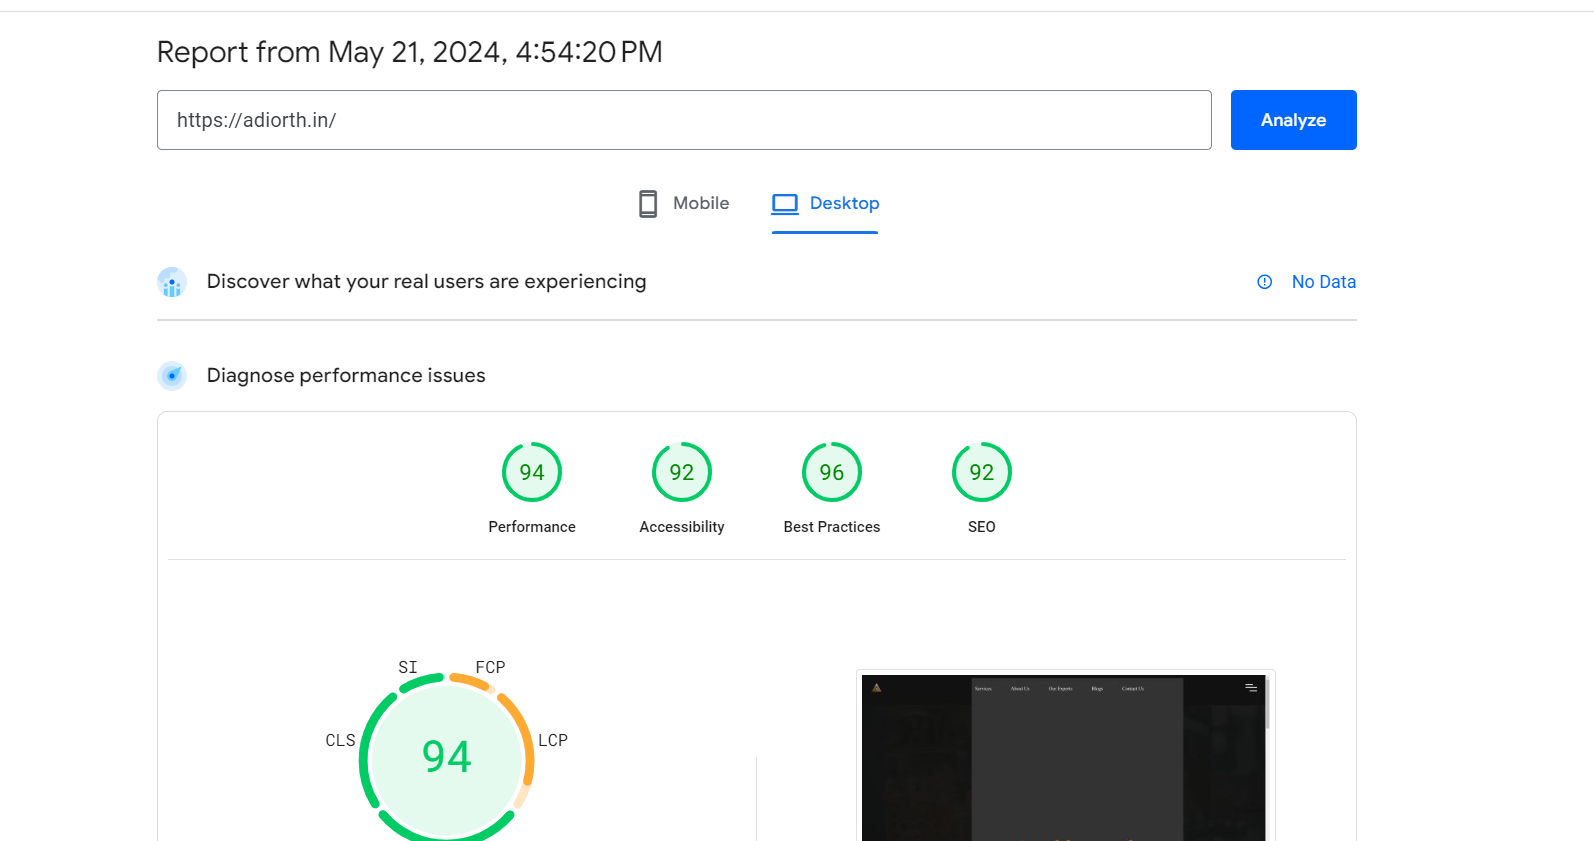 Report from May 21, 2024, 4:54:20 PM
https://adiorth.in/
Analyze
Mobile
Desktop
Discover what your real users are experiencing
No Data
Diagnose performance issues
94
92
96
92
Performance
Accessibility
Best Practices
SEO
SI
FCP
CLS
LCP
94
Services
About Us
Our Experts
Blogs
Contact Us